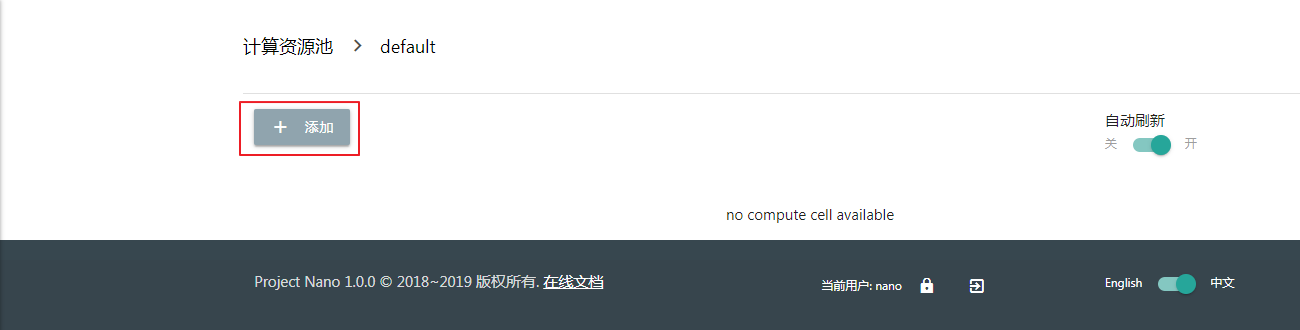 计算资源池 > default
+ 添加
自动刷新
关 开
no compute cell available
Project Nano 1.0.0 © 2018~2019 版权所有. 在线文档
当前用户: nano
English 中文